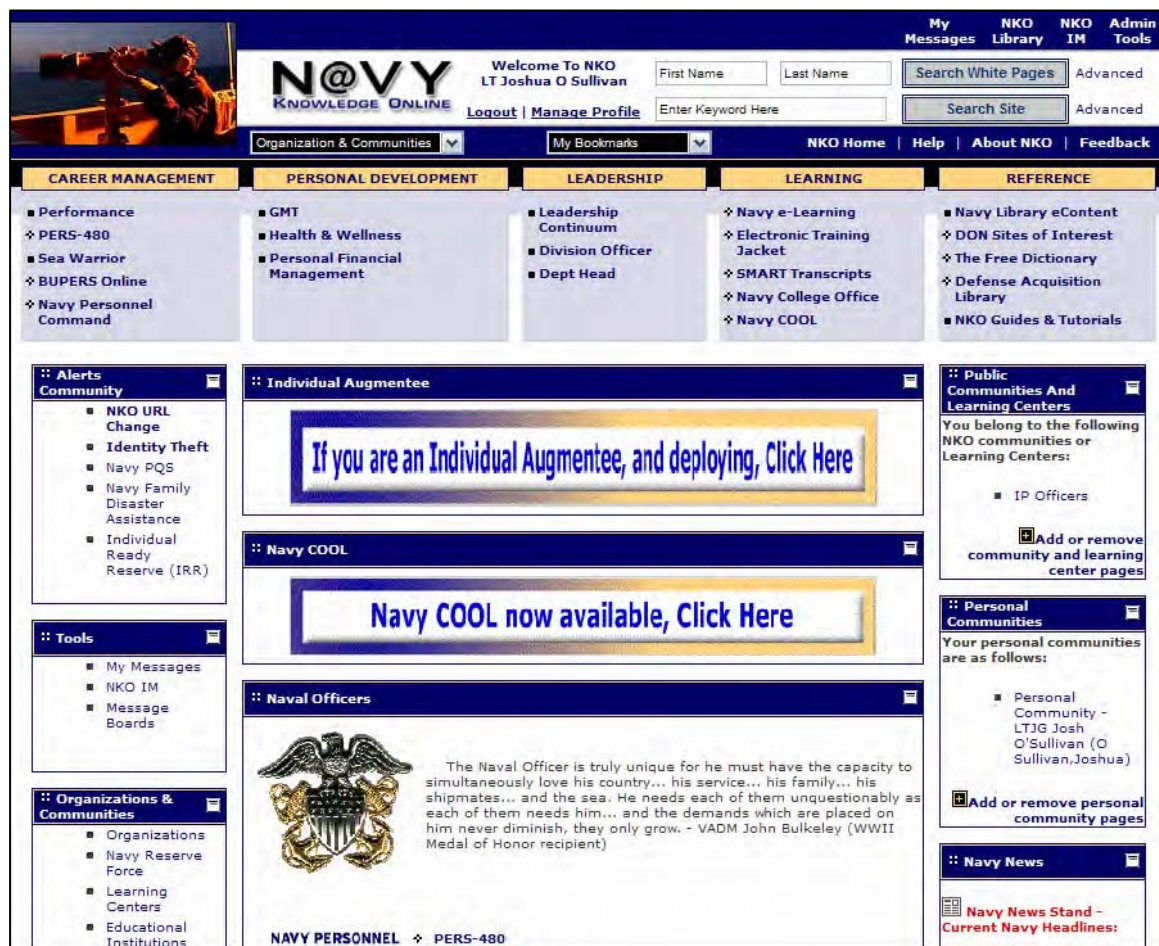 My Messages NKO Library NKO IM Admin Tools
N@VY
KNOWLEDGE ONLINE
Welcome To NKO
LT Joshua O Sullivan
Logout | Manage Profile
First Name Last Name Search White Pages Advanced
Enter Keyword Here Search Site Advanced
Organization & Communities My Bookmarks NKO Home | Help | About NKO | Feedback
CAREER MANAGEMENT
Performance
PERS-480
Sea Warrior
BUPERS Online
Navy Personnel
Command
PERSONAL DEVELOPMENT
GMT
Health & Wellness
Personal Financial
Management
LEADERSHIP
Leadership
Continuum
Division Officer
Dept Head
LEARNING
Navy e-Learning
Electronic Training
Jacket
SMART Transcripts
Navy College Office
Navy COOL
REFERENCE
Navy Library eContent
DON Sites of Interest
The Free Dictionary
Defense Acquisition
Library
NKO Guides & Tutorials
Alerts
Community
NKO URL
Change
Identity Theft
Navy PQS
Navy Family
Disaster
Assistance
Individual
Ready
Reserve (IRR)
Tools
My Messages
NKO IM
Message
Boards
Organizations &
Communities
Organizations
Navy Reserve
Force
Learning
Centers
Educational
Institutions
Individual Augmentee
If you are an Individual Augmentee, and deploying, Click Here
Navy COOL
Navy COOL now available, Click Here
Naval Officers
The Naval Officer is truly unique for he must have the capacity to
simultaneously love his country... his service... his family... his
shipmates... and the sea. He needs each of them unquestionably as
each of them needs him... and the demands which are placed on
him never diminish, they only grow. - VADM John Bulkeley (WWII
Medal of Honor recipient)
NAVY PERSONNEL PERS-480
Public
Communities And
Learning Centers
You belong to the following
NKO communities or
Learning Centers:
IP Officers
Add or remove
community and learning
center pages
Personal
Communities
Your personal communities
are as follows:
Personal
Community -
LTJG Josh
O'Sullivan (O
Sullivan,Joshua)
Add or remove personal
community pages
Navy News
Navy News Stand -
Current Navy Headlines: